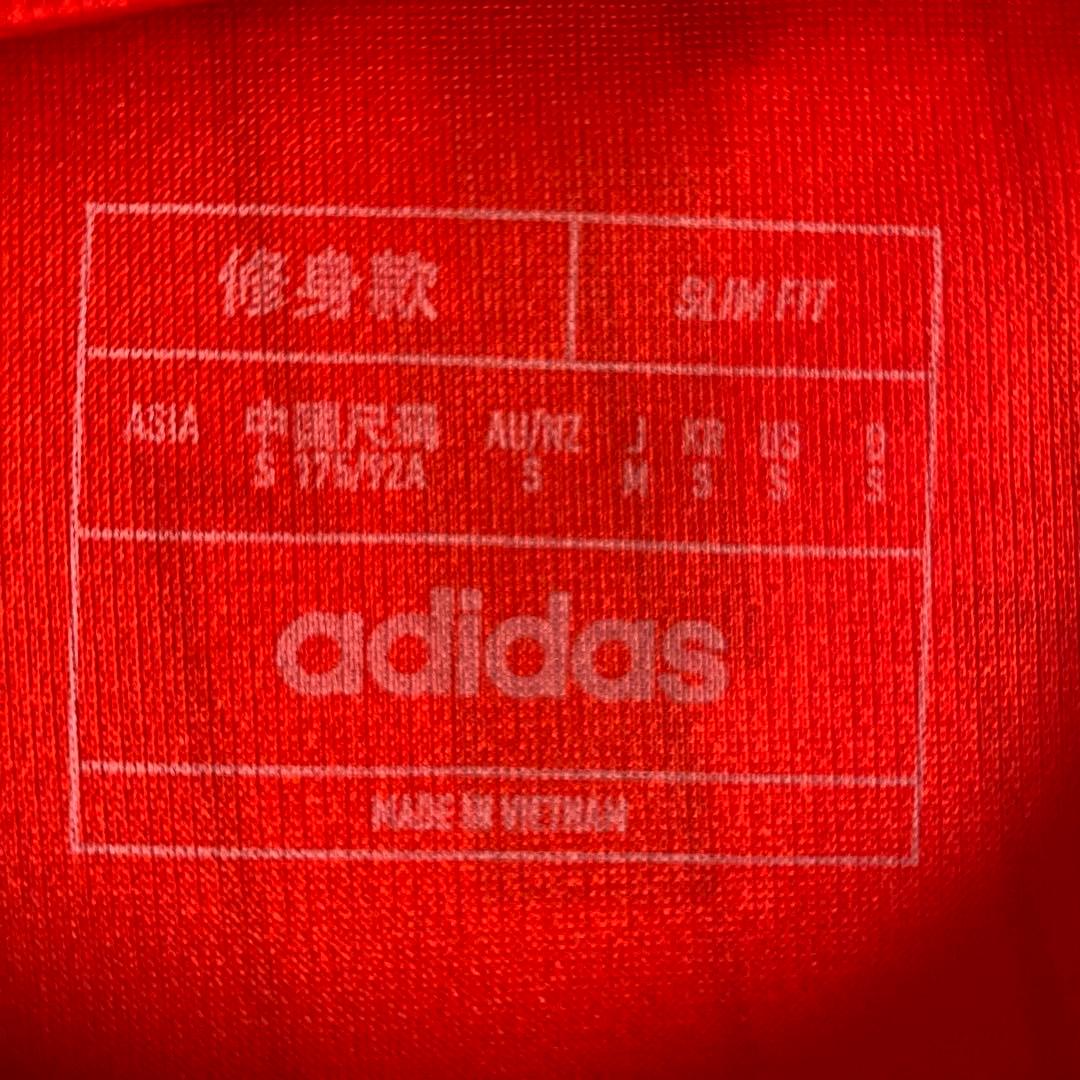 修身款 SLIM FIT
ASIA 中國尺碼 AU/NZ J KR US D
S 175/92A S M S S S
adidas
MADE IN VIETNAM